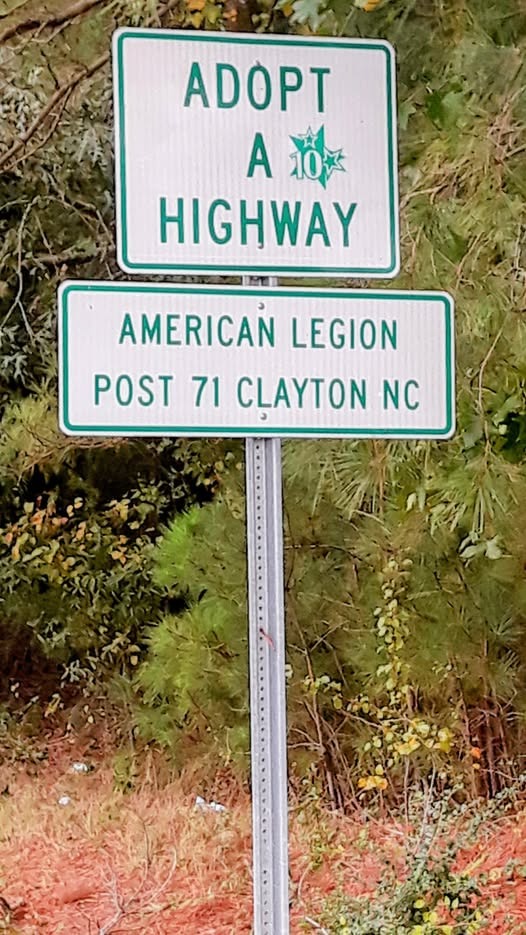 ADOPT
A 10
HIGHWAY
AMERICAN LEGION
POST 71 CLAYTON NC